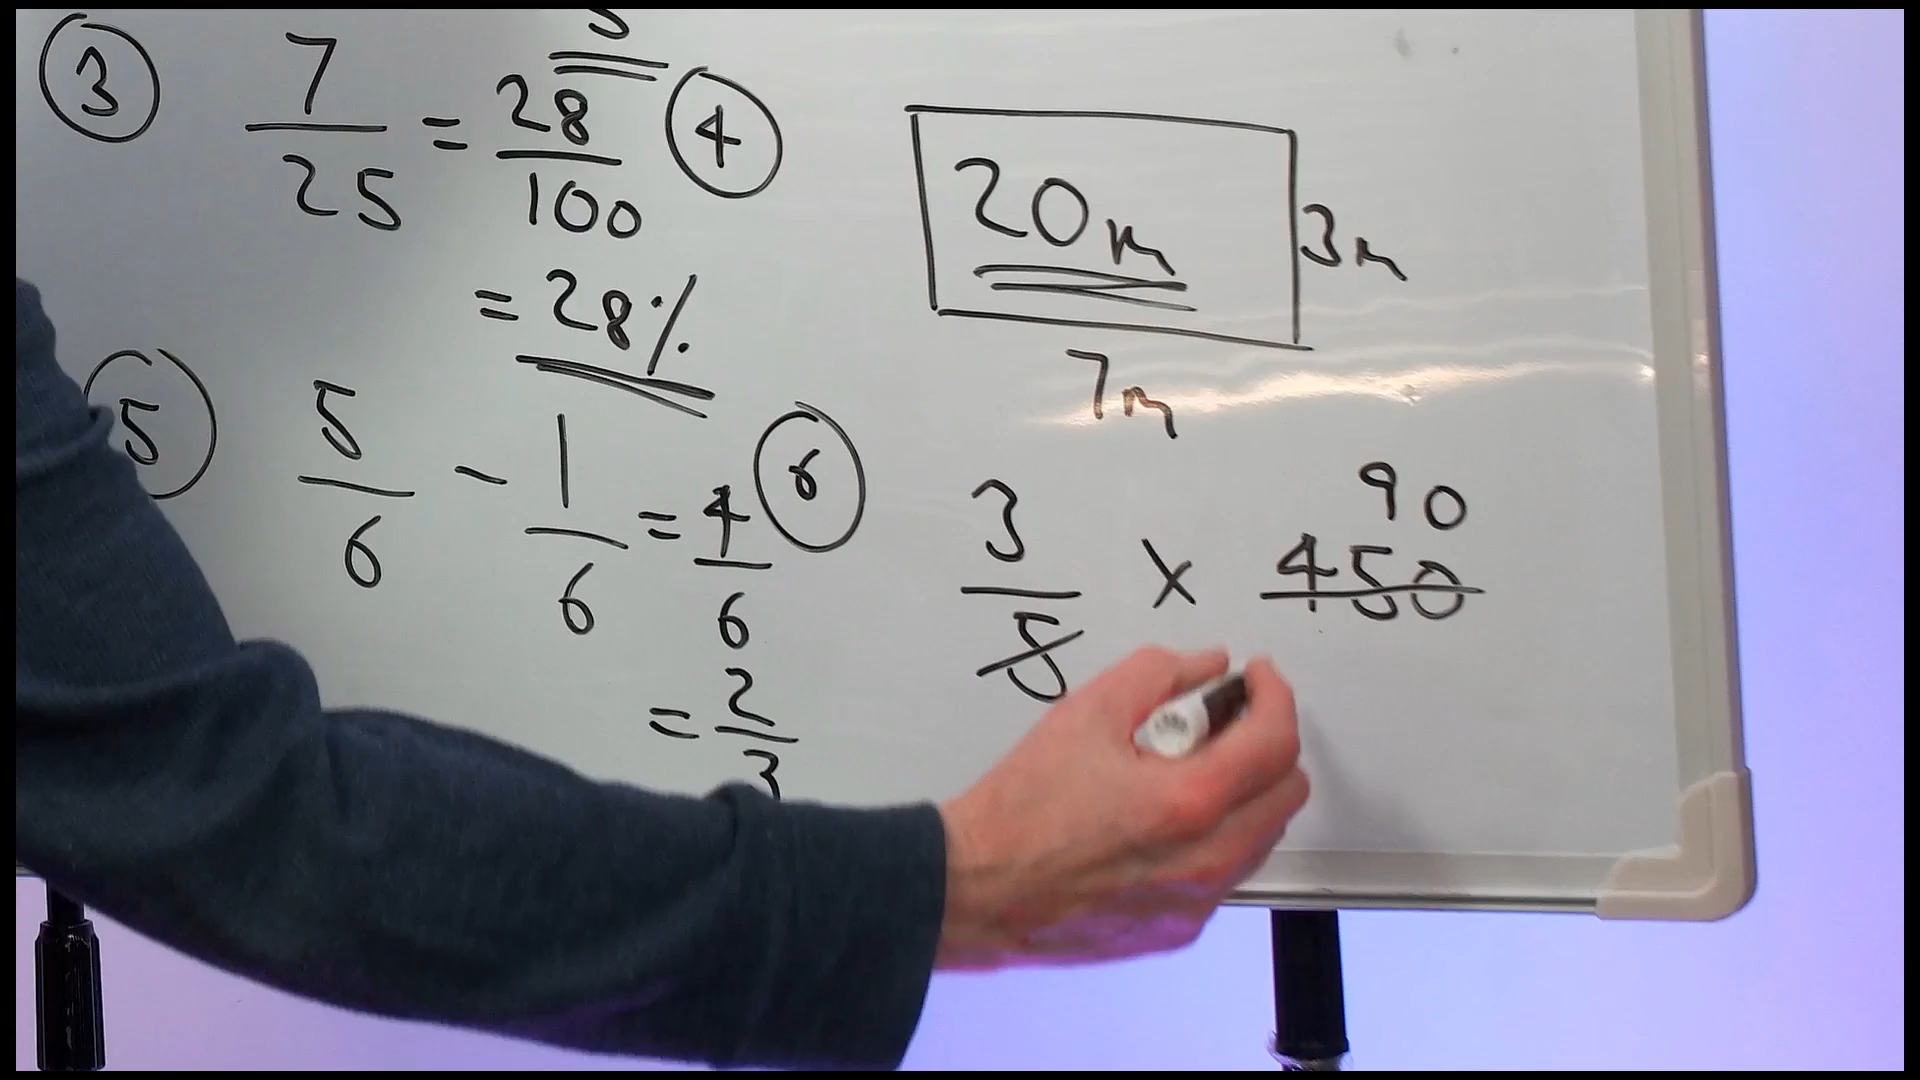 ③ 7/25 = 28/100
= 28%
④ 20m
3m
7m
⑤ 5/6 - 1/6 = 4/6
= 2/3
⑥ 3/5 × 450
90